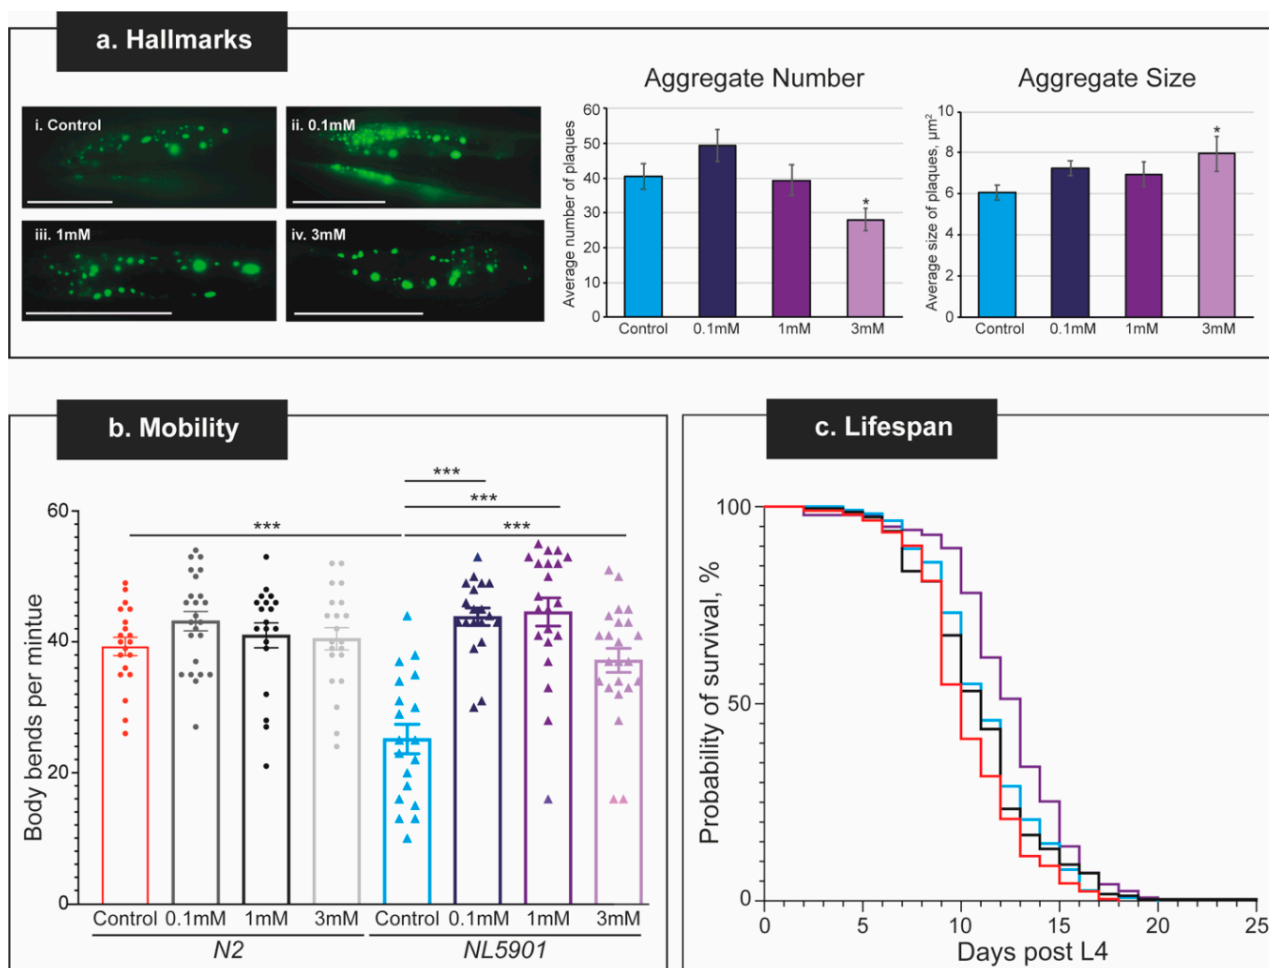 a. Hallmarks
i. Control
ii. 0.1mM
iii. 1mM
iv. 3mM
Aggregate Number
Average number of plaques
60
50
40
30
20
10
0
*
Control 0.1mM 1mM 3mM
Aggregate Size
Average size of plaques, µm²
10
8
6
4
2
0
*
Control 0.1mM 1mM 3mM
b. Mobility
Body bends per mintue
60
40
20
0
***
***
***
***
Control 0.1mM 1mM 3mM Control 0.1mM 1mM 3mM
N2 NL5901
c. Lifespan
Probability of survival, %
100
50
0
0 5 10 15 20 25
Days post L4